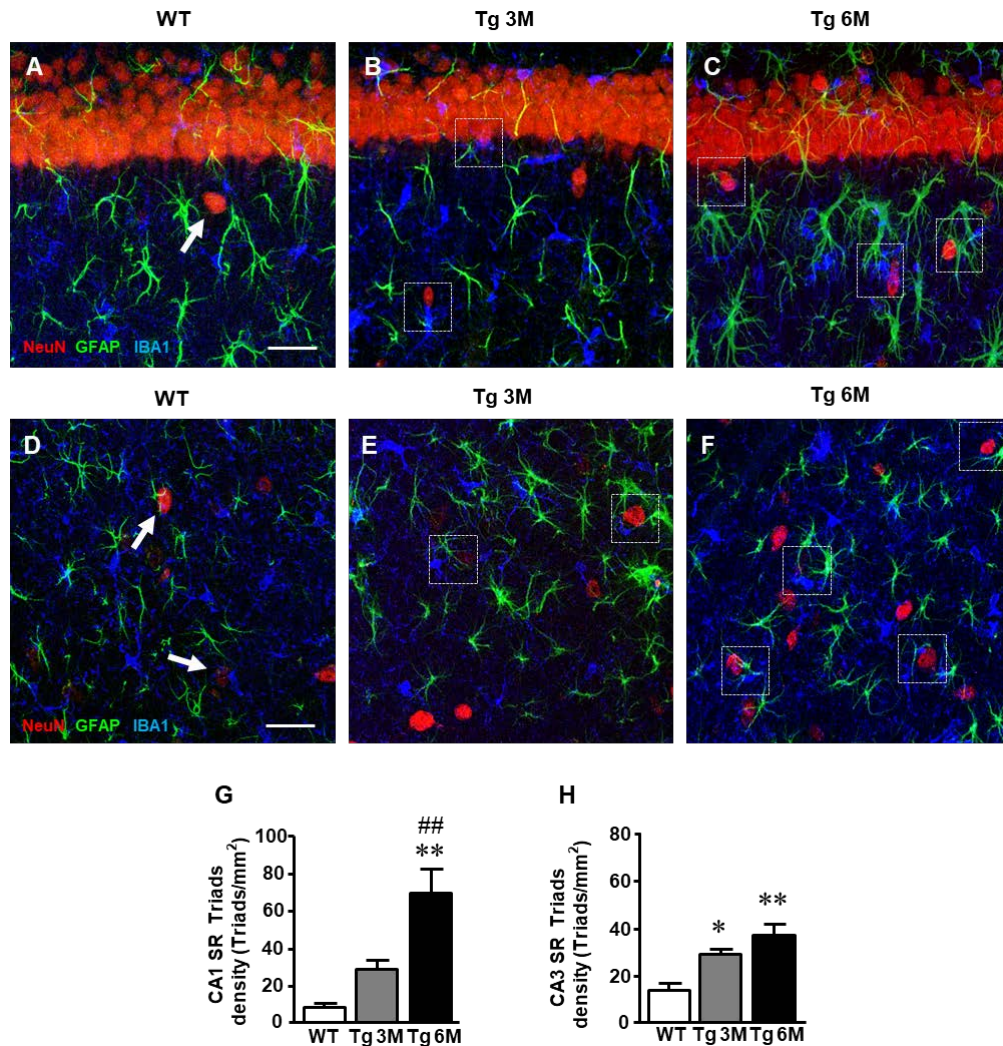 WT Tg 3M Tg 6M
A B C
NeuN GFAP IBA1
WT Tg 3M Tg 6M
D E F
NeuN GFAP IBA1
G
CA1 SR Triads
density (Triads/mm²)
100
80
60
40
20
0
##
**
WT Tg 3M Tg 6M
H
CA3 SR Triads
density (Triads/mm²)
80
60
40
20
0
*
**
WT Tg 3M Tg 6M